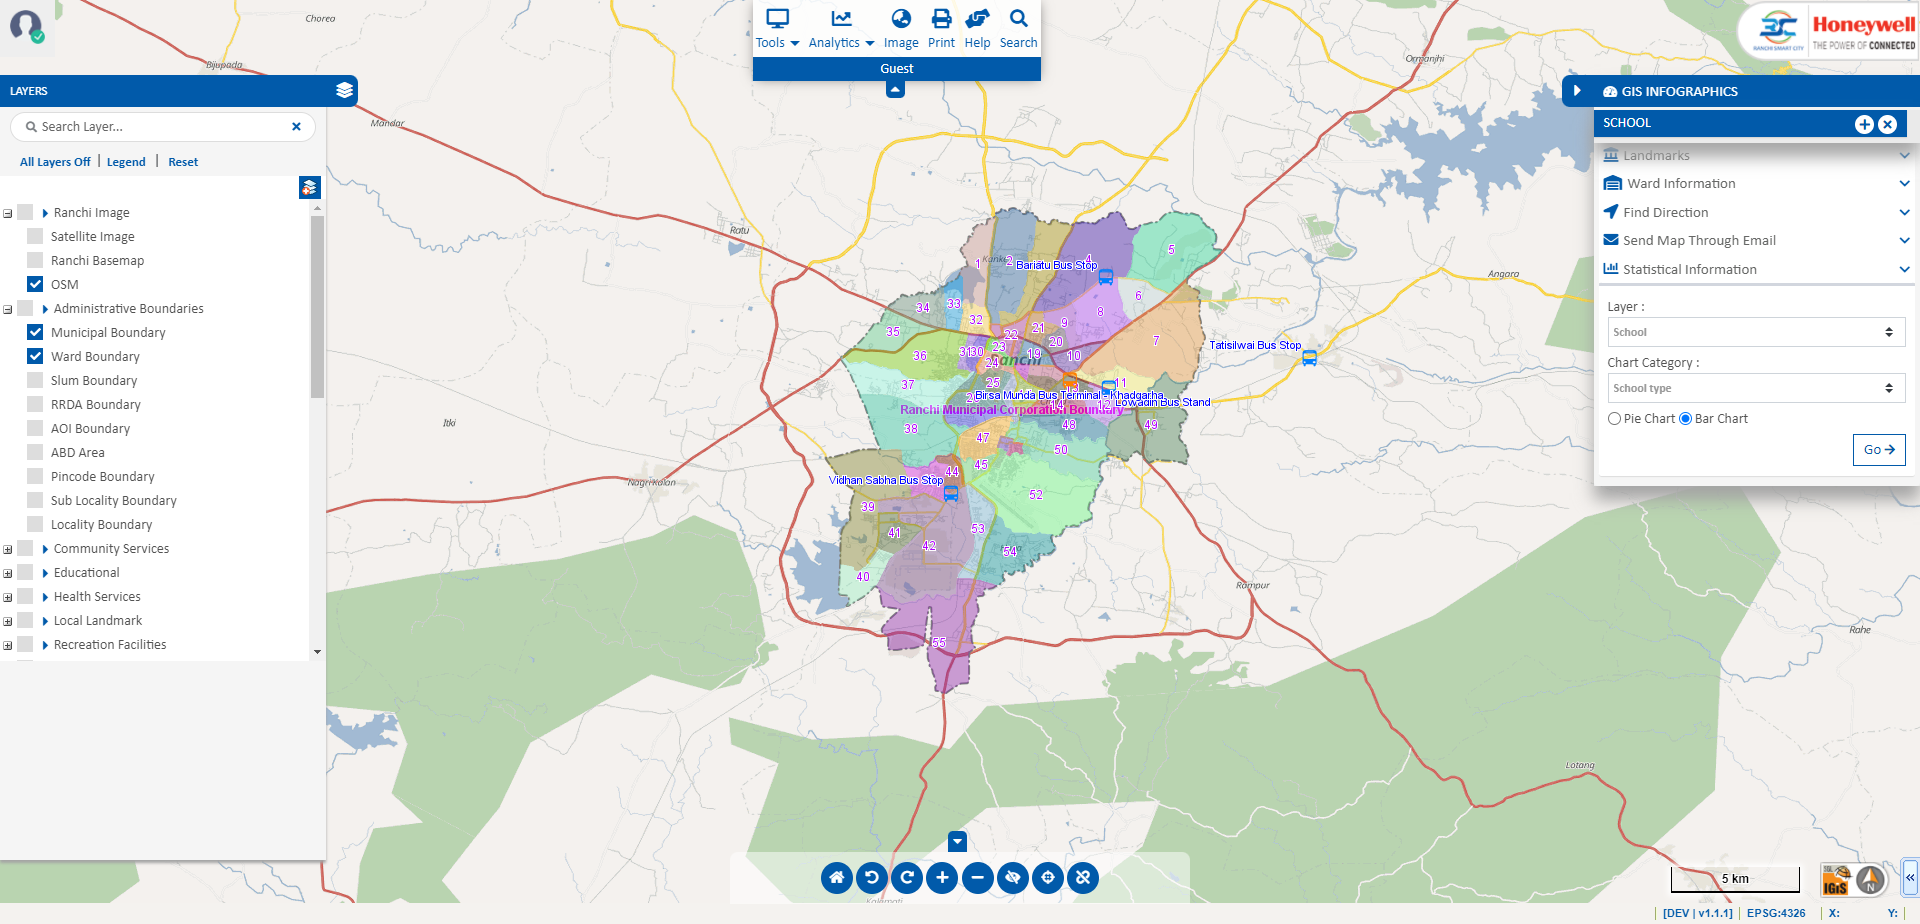 Chorea
Bijupada
Mandar
Ratu
Ormanjhi
Angara
Itki
Nagri Kalan
Rampur
Rahe
Lotang
Kalamati
Tools
Analytics
Image
Print
Help
Search
Guest
RANCHI SMART CITY
Honeywell
THE POWER OF CONNECTED
LAYERS
Search Layer...
All Layers Off | Legend | Reset
Ranchi Image
Satellite Image
Ranchi Basemap
OSM
Administrative Boundaries
Municipal Boundary
Ward Boundary
Slum Boundary
RRDA Boundary
AOI Boundary
ABD Area
Pincode Boundary
Sub Locality Boundary
Locality Boundary
Community Services
Educational
Health Services
Local Landmark
Recreation Facilities
GIS INFOGRAPHICS
SCHOOL
Landmarks
Ward Information
Find Direction
Send Map Through Email
Statistical Information
Layer :
School
Chart Category :
School type
Pie Chart
Bar Chart
Go
1
2
4
5
Bariatu Bus Stop
6
33
34
32
8
9
21
22
35
7
20
23
19
10
31
30
36
24
Ranchi
Tatisilwai Bus Stop
37
25
11
Birsa Munda Bus Terminal - Khadgarha
Lowadih Bus Stand
14
12
Ranchi Municipal Corporation Boundary
38
48
49
47
50
45
44
Vidhan Sabha Bus Stop
52
39
53
41
42
54
40
55
5 km
IGiS
N
[DEV | v1.1.1]
EPSG:4326
X:
Y: